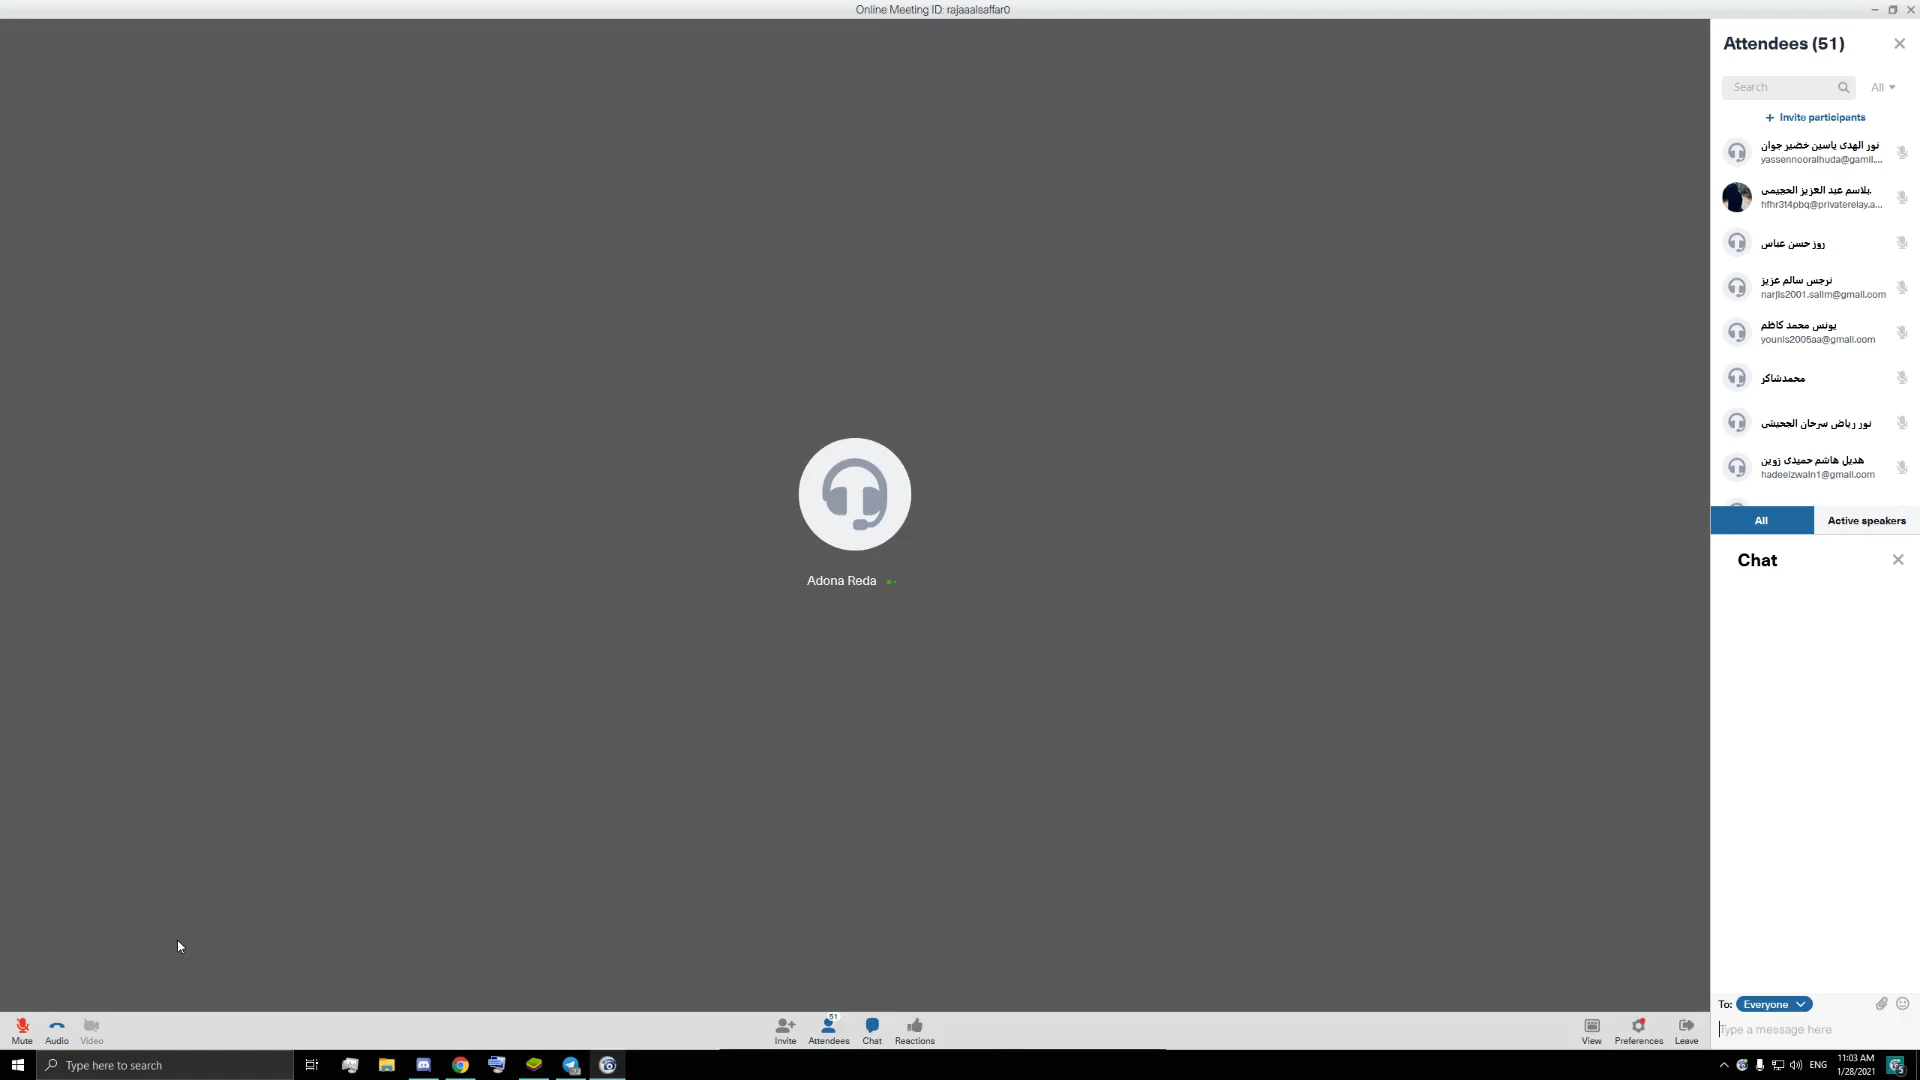 Online Meeting ID: rajaaalsaffar0
Attendees (51)
Search
All
+ Invite participants
نور الهدى ياسين خضير جوان
yassennooralhuda@gamil....
بلاسم عبد العزيز الحجيمي.
hfhr3t4pbq@privaterelay.a...
روز حسن عباس
نرجس سالم عزيز
narjis2001.salim@gmail.com
يونس محمد كاظم
younis2005aa@gmail.com
محمدشاكر
نور رياض سرحان الجحيشي
هديل هاشم حميدي زوين
hadeelzwain1@gmail.com
All
Active speakers
Chat
Adona Reda
To: Everyone
Type a message here
Mute
Audio
Video
Invite
51
Attendees
Chat
Reactions
View
Preferences
Leave
Type here to search
ENG
11:03 AM
1/28/2021
5